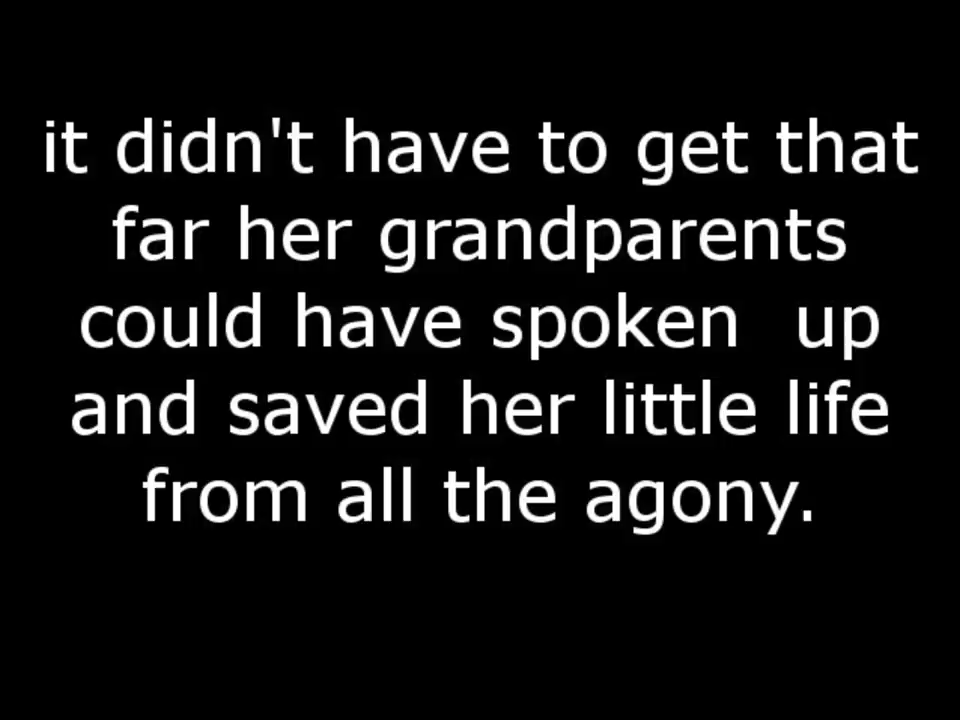 it didn't have to get that
far her grandparents
could have spoken  up
and saved her little life
from all the agony.